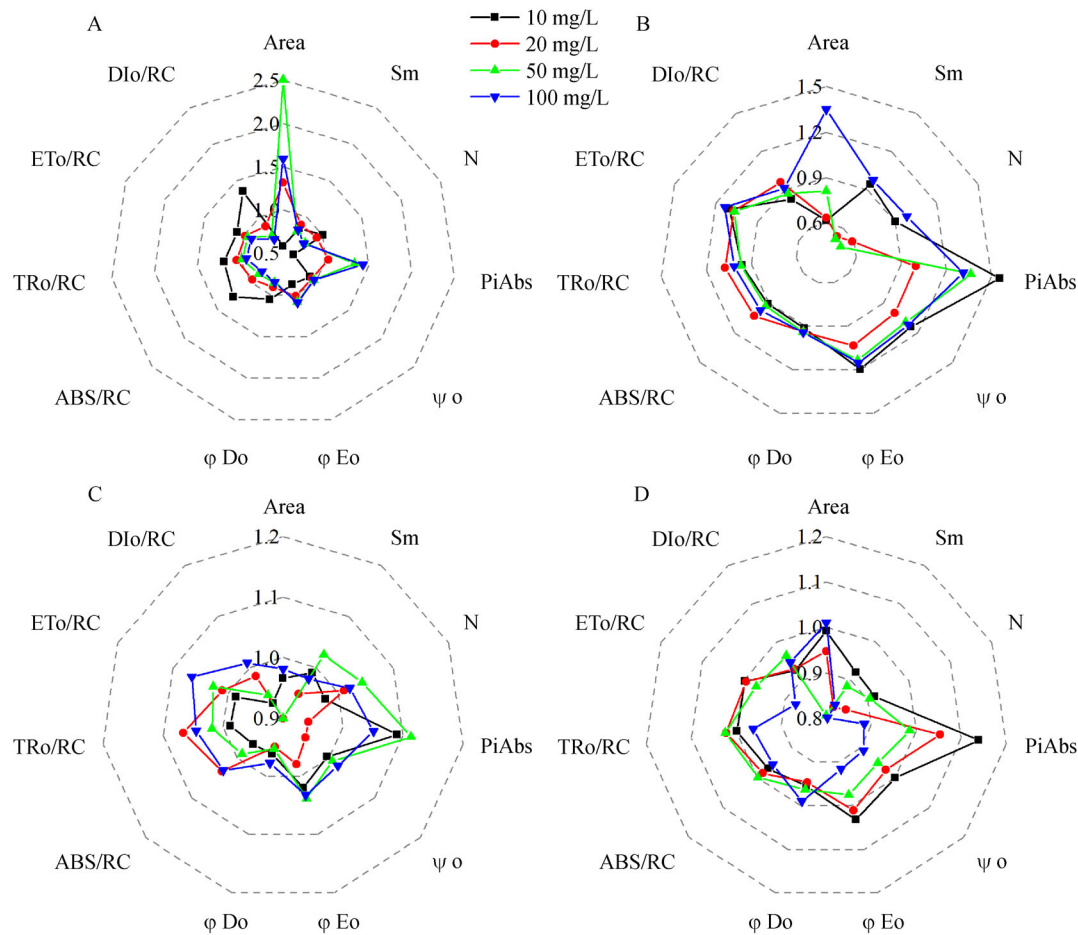 A
10 mg/L
20 mg/L
50 mg/L
100 mg/L
B
Area
Sm
N
PiAbs
ψ o
φ Eo
φ Do
ABS/RC
TRo/RC
ETo/RC
DIo/RC
2.5
2.0
1.5
1.0
0.5
Area
Sm
N
PiAbs
ψ o
φ Eo
φ Do
ABS/RC
TRo/RC
ETo/RC
DIo/RC
1.5
1.2
0.9
0.6
C
Area
Sm
N
PiAbs
ψ o
φ Eo
φ Do
ABS/RC
TRo/RC
ETo/RC
DIo/RC
1.2
1.1
1.0
0.9
D
Area
Sm
N
PiAbs
ψ o
φ Eo
φ Do
ABS/RC
TRo/RC
ETo/RC
DIo/RC
1.2
1.1
1.0
0.9
0.8